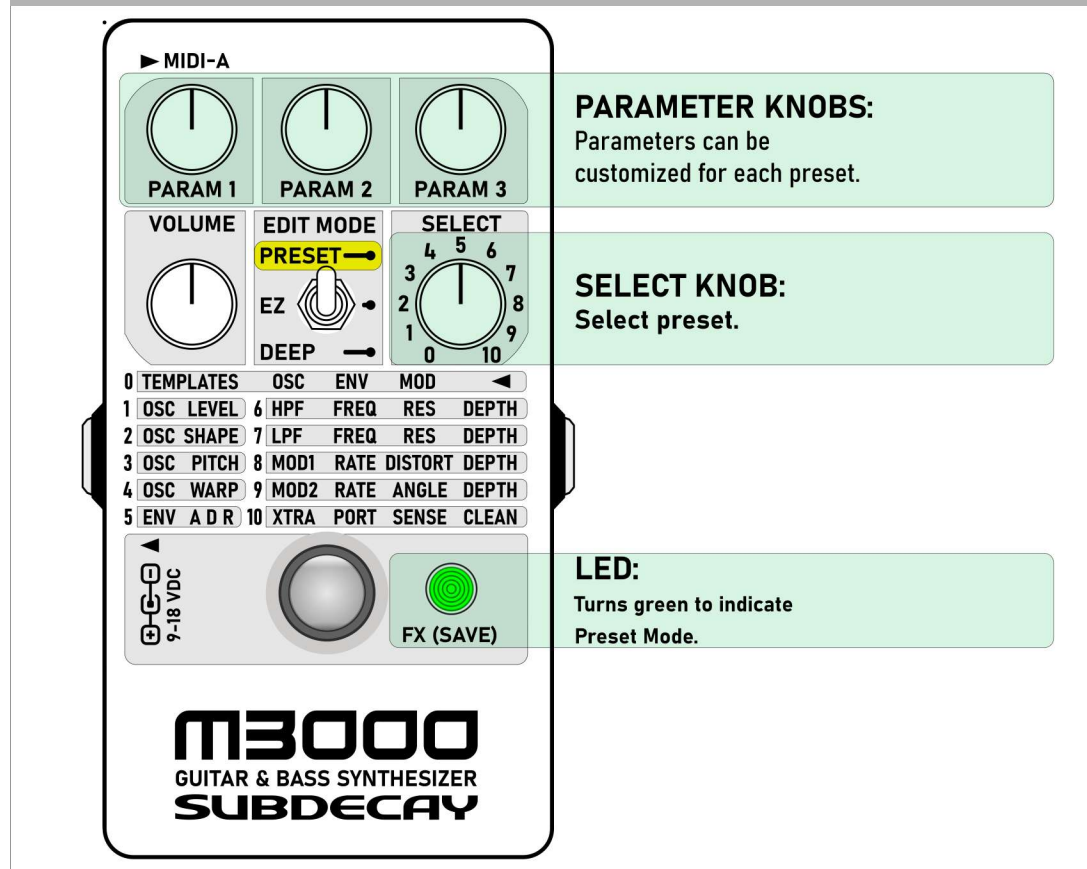 MIDI-A
PARAM 1 PARAM 2 PARAM 3
PARAMETER KNOBS:
Parameters can be
customized for each preset.
VOLUME EDIT MODE SELECT
PRESET
EZ
DEEP
0 1 2 3 4 5 6 7 8 9 10
SELECT KNOB:
Select preset.
0 TEMPLATES OSC ENV MOD
1 OSC LEVEL 6 HPF FREQ RES DEPTH
2 OSC SHAPE 7 LPF FREQ RES DEPTH
3 OSC PITCH 8 MOD1 RATE DISTORT DEPTH
4 OSC WARP 9 MOD2 RATE ANGLE DEPTH
5 ENV A D R 10 XTRA PORT SENSE CLEAN
9-18 VDC
FX (SAVE)
LED:
Turns green to indicate
Preset Mode.
M3000
GUITAR & BASS SYNTHESIZER
SUBDECAY